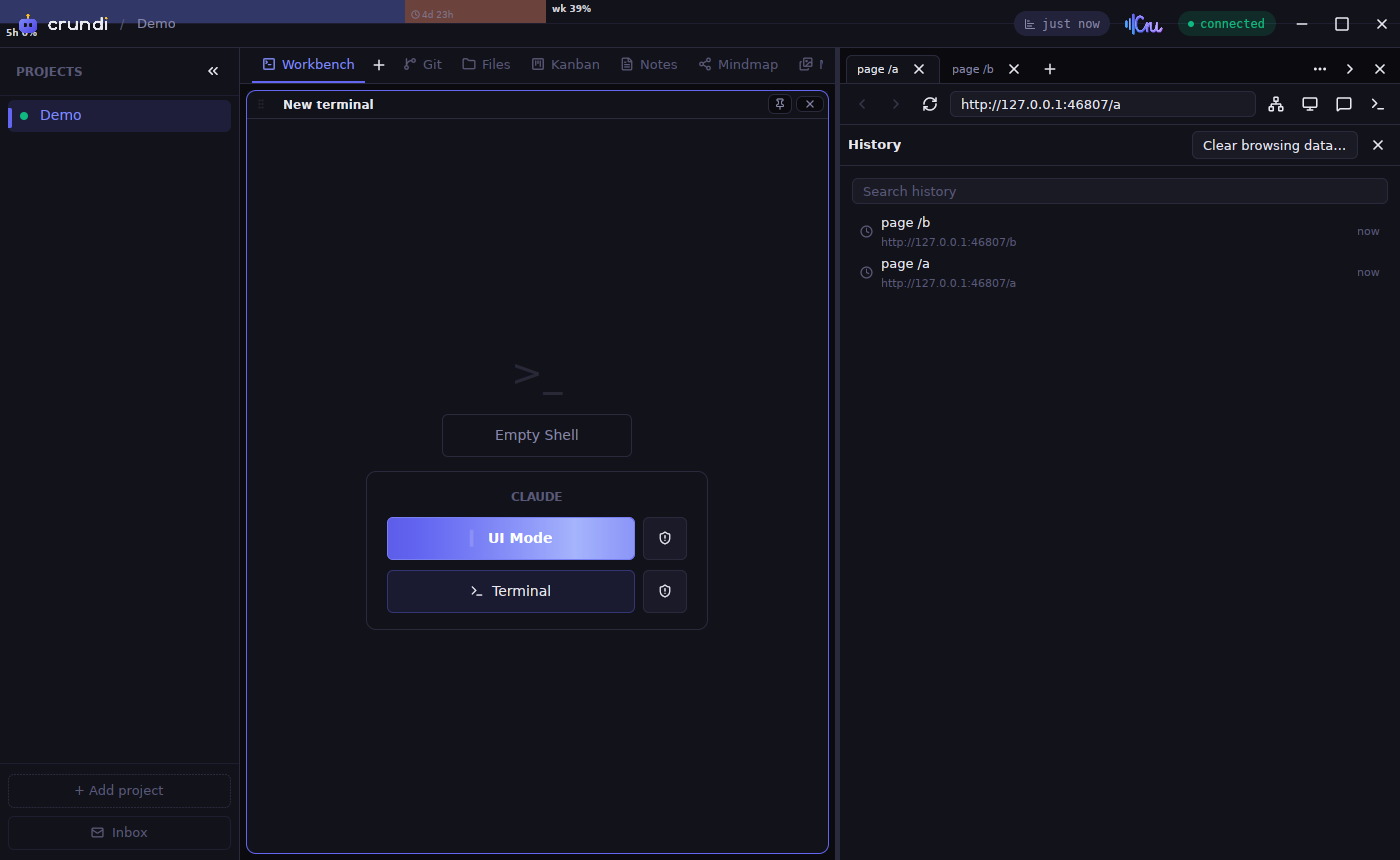 4d 23h
wk 39%
crundi / Demo
just now
Cru
connected
PROJECTS
Demo
+ Add project
Inbox
Workbench
Git
Files
Kanban
Notes
Mindmap
New terminal
>_
Empty Shell
CLAUDE
UI Mode
Terminal
page /a
page /b
http://127.0.0.1:46807/a
History
Clear browsing data...
Search history
page /b
http://127.0.0.1:46807/b
now
page /a
http://127.0.0.1:46807/a
now